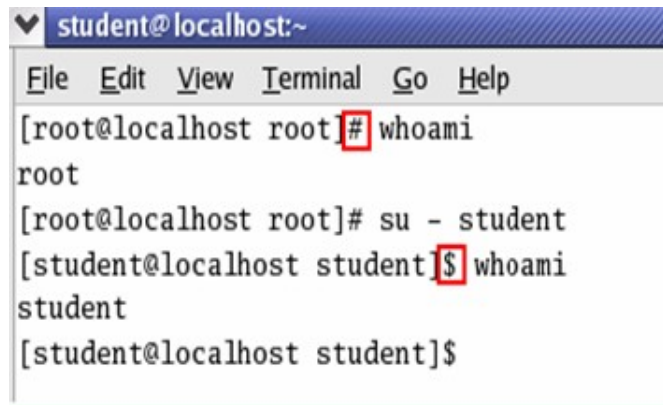 student@localhost:~
File Edit View Terminal Go Help
[root@localhost root]# whoami
root
[root@localhost root]# su - student
[student@localhost student]$ whoami
student
[student@localhost student]$